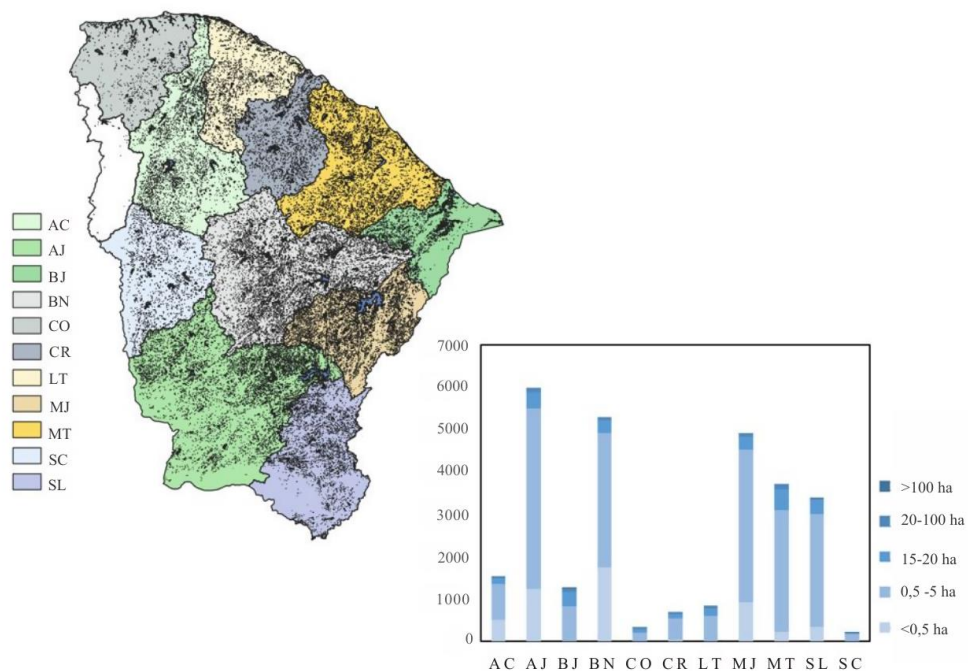 AC
AJ
BJ
BN
CO
CR
LT
MJ
MT
SC
SL
7000
6000
5000
4000
3000
2000
1000
0
AC AJ BJ BN CO CR LT MJ MT SL SC
>100 ha
20-100 ha
15-20 ha
0,5 -5 ha
<0,5 ha